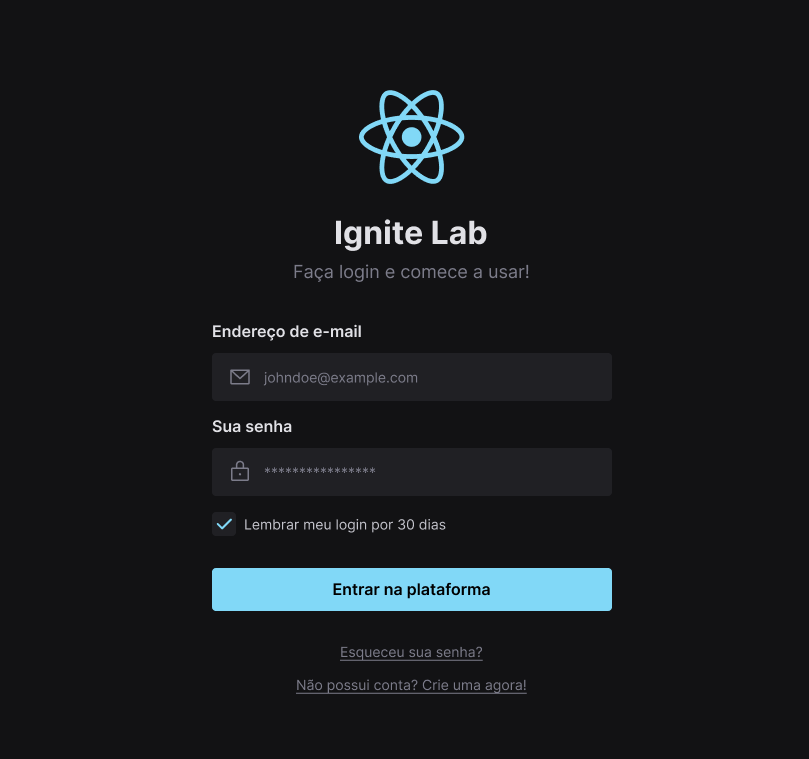 Ignite Lab
Faça login e comece a usar!
Endereço de e-mail
johndoe@example.com
Sua senha
****************
Lembrar meu login por 30 dias
Entrar na plataforma
Esqueceu sua senha?
Não possui conta? Crie uma agora!